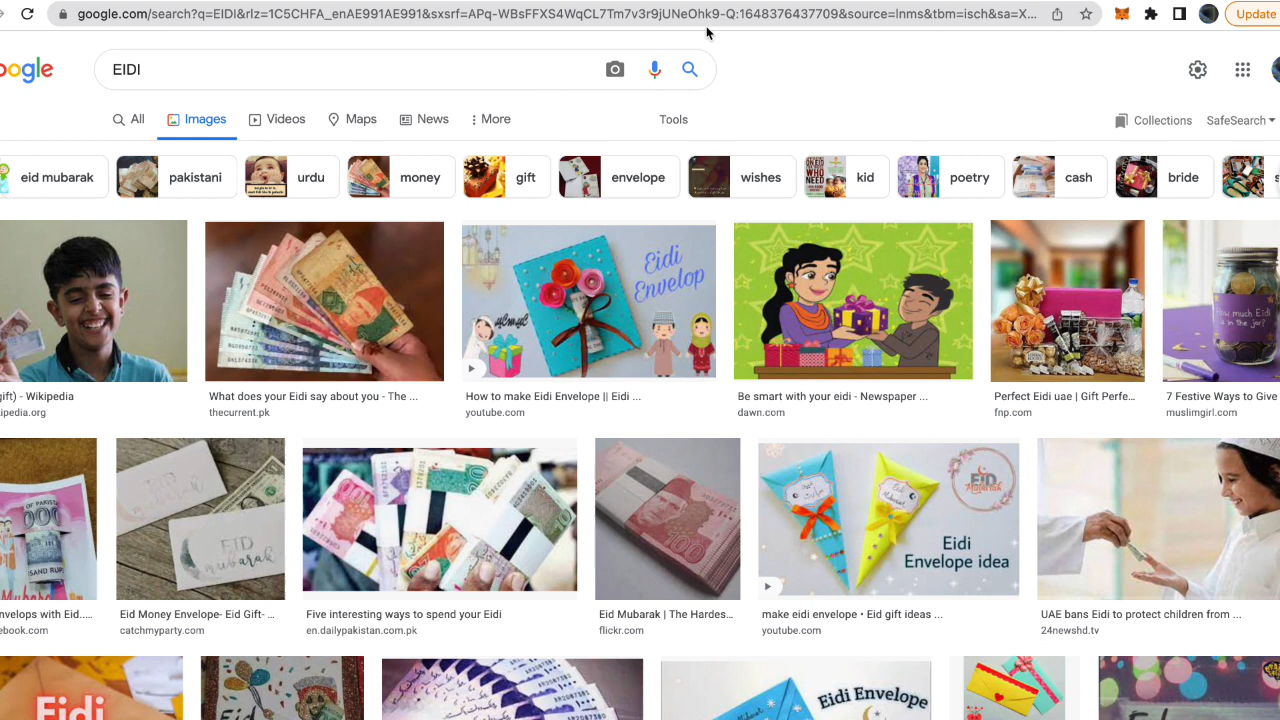 google.com/search?q=EIDI&rlz=1C5CHFA_enAE991AE991&sxsrf=APq-WBsFFXS4WqCL7Tm7v3r9jUNeOhk9-Q:1648376437709&source=lnms&tbm=isch&sa=X...
Update
oogle
EIDI
All
Images
Videos
Maps
News
More
Tools
Collections
SafeSearch
eid mubarak
pakistani
urdu
money
gift
envelope
wishes
kid
poetry
cash
bride
Eidi
Envelop
How much Eidi
is in the jar?
gift) - Wikipedia
What does your Eidi say about you - The ...
How to make Eidi Envelope || Eidi ...
Be smart with your eidi - Newspaper ...
Perfect Eidi uae | Gift Perfe...
7 Festive Ways to Give
ipedia.org
thecurrent.pk
youtube.com
dawn.com
fnp.com
muslimgirl.com
EID
mubarak
EID
Mubarak
Eidi
Envelope idea
nvelops with Eid.....
Eid Money Envelope- Eid Gift- ...
Five interesting ways to spend your Eidi
Eid Mubarak | The Hardes...
make eidi envelope • Eid gift ideas ...
UAE bans Eidi to protect children from ...
ebook.com
catchmyparty.com
en.dailypakistan.com.pk
flickr.com
youtube.com
24newshd.tv
Eidi
Eid
Eidi Envelope